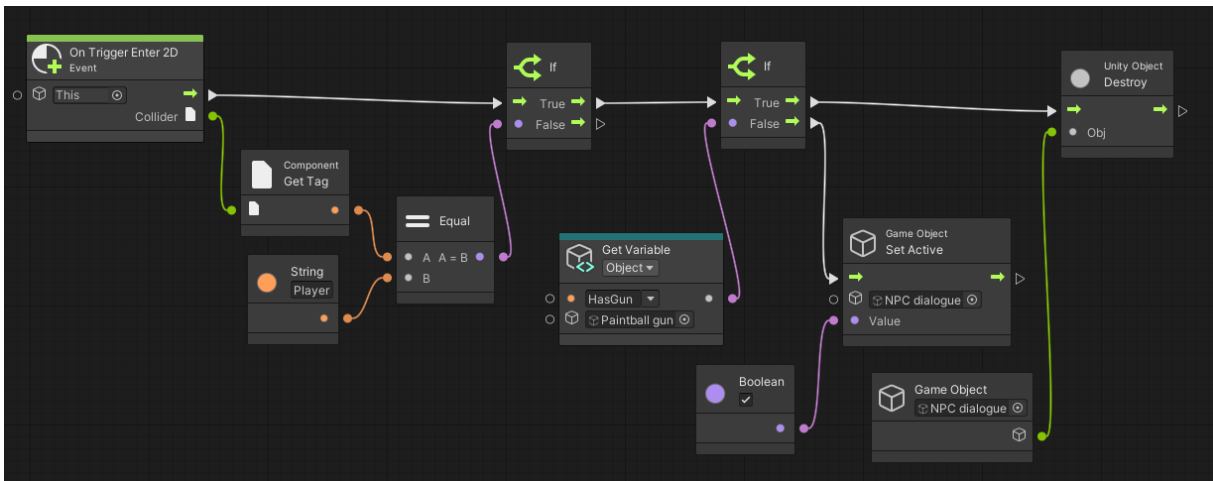 On Trigger Enter 2D
Event
This
Collider
Component
Get Tag
String
Player
Equal
A A = B
B
If
True
False
Get Variable
Object
HasGun
Paintball gun
If
True
False
Boolean
Game Object
Set Active
NPC dialogue
Value
Game Object
NPC dialogue
Unity Object
Destroy
Obj